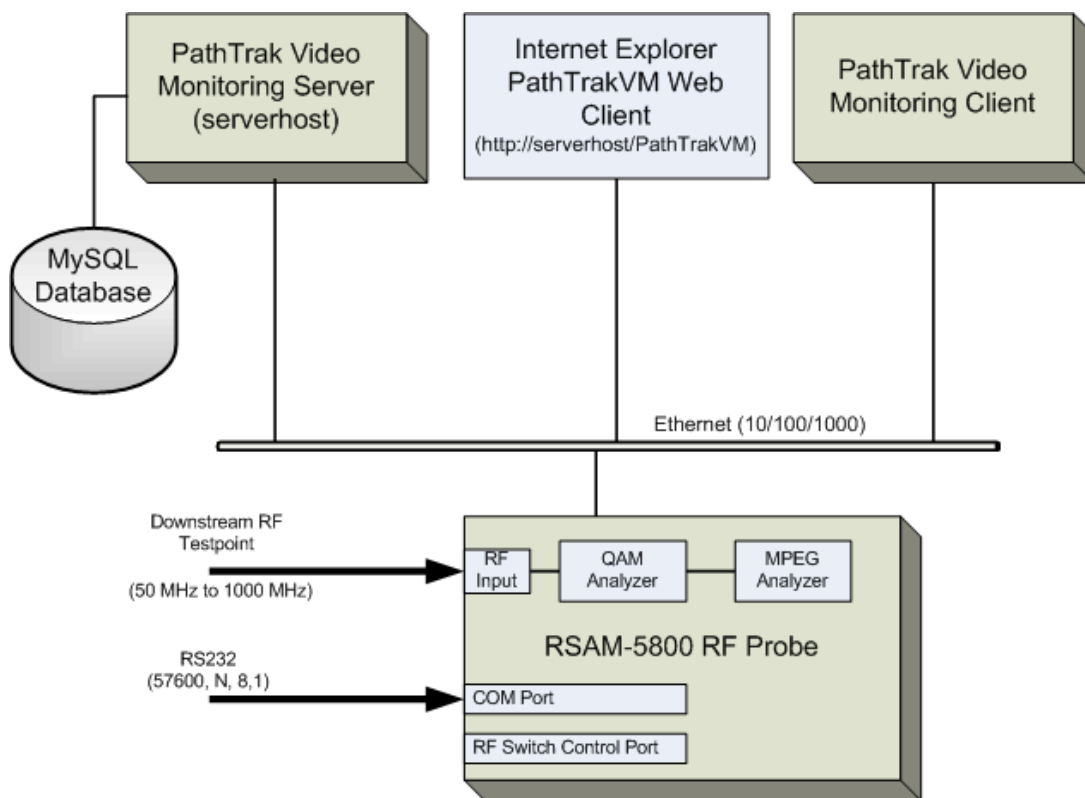 PathTrak Video
Monitoring Server
(serverhost)
Internet Explorer
PathTrakVM Web
Client
(http://serverhost/PathTrakVM)
PathTrak Video
Monitoring Client
MySQL
Database
Ethernet (10/100/1000)
Downstream RF
Testpoint
(50 MHz to 1000 MHz)
RF
Input
QAM
Analyzer
MPEG
Analyzer
RSAM-5800 RF Probe
RS232
(57600, N, 8,1)
COM Port
RF Switch Control Port